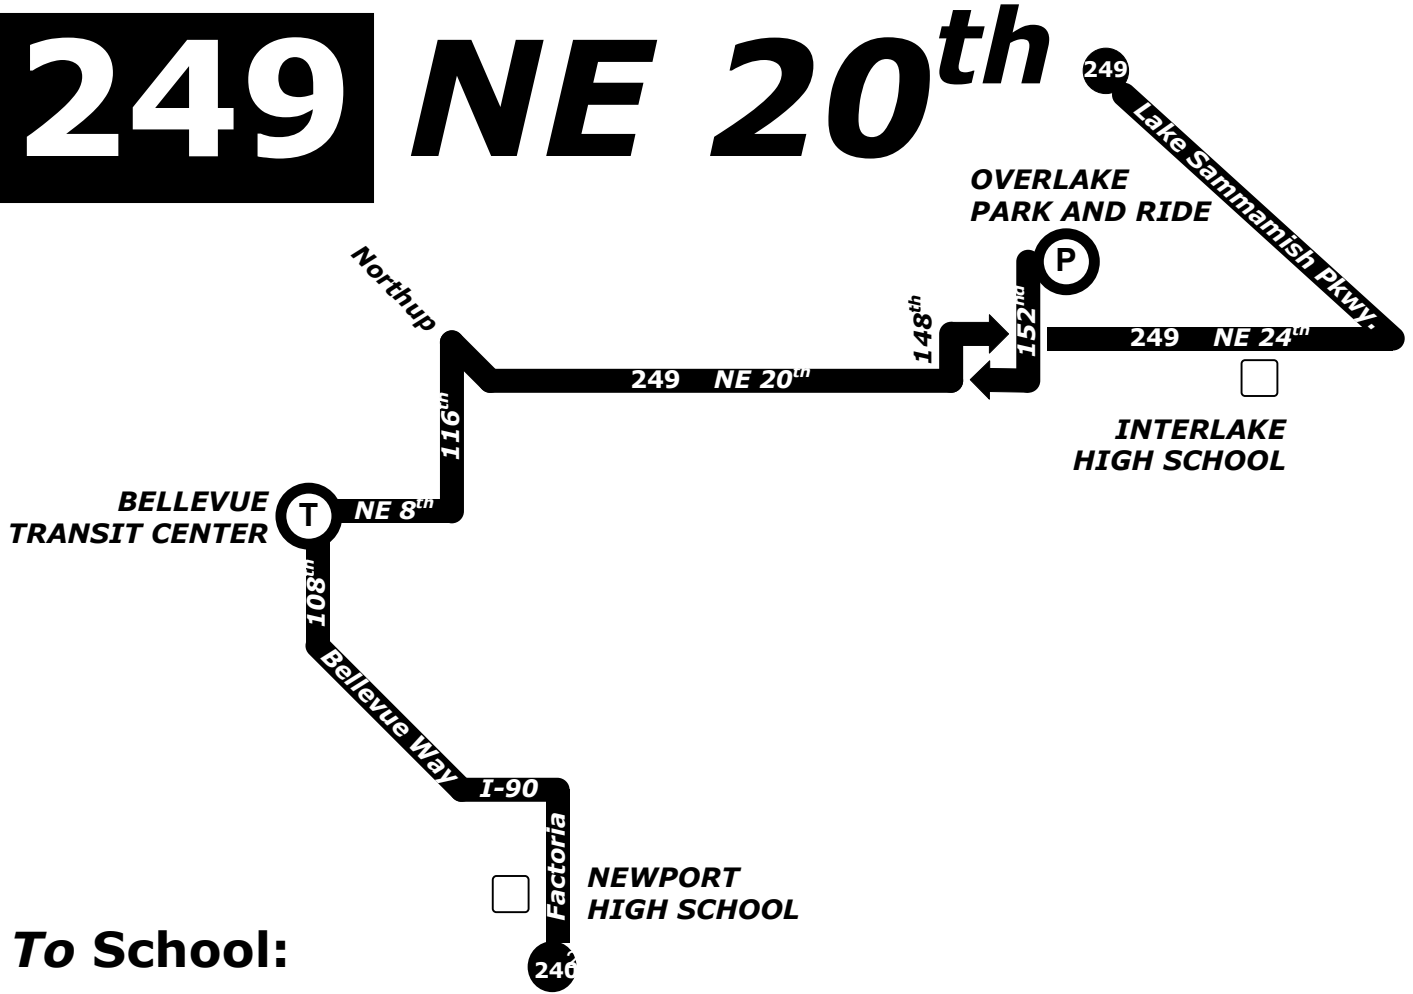 249 NE 20th
249
Lake Sammamish Pkwy.
OVERLAKE
PARK AND RIDE
P
Northup
148th
152nd
249 NE 24th
249 NE 20th
116th
INTERLAKE
HIGH SCHOOL
BELLEVUE
TRANSIT CENTER
T
NE 8th
108th
Bellevue Way
I-90
Factoria
NEWPORT
HIGH SCHOOL
To School:
240